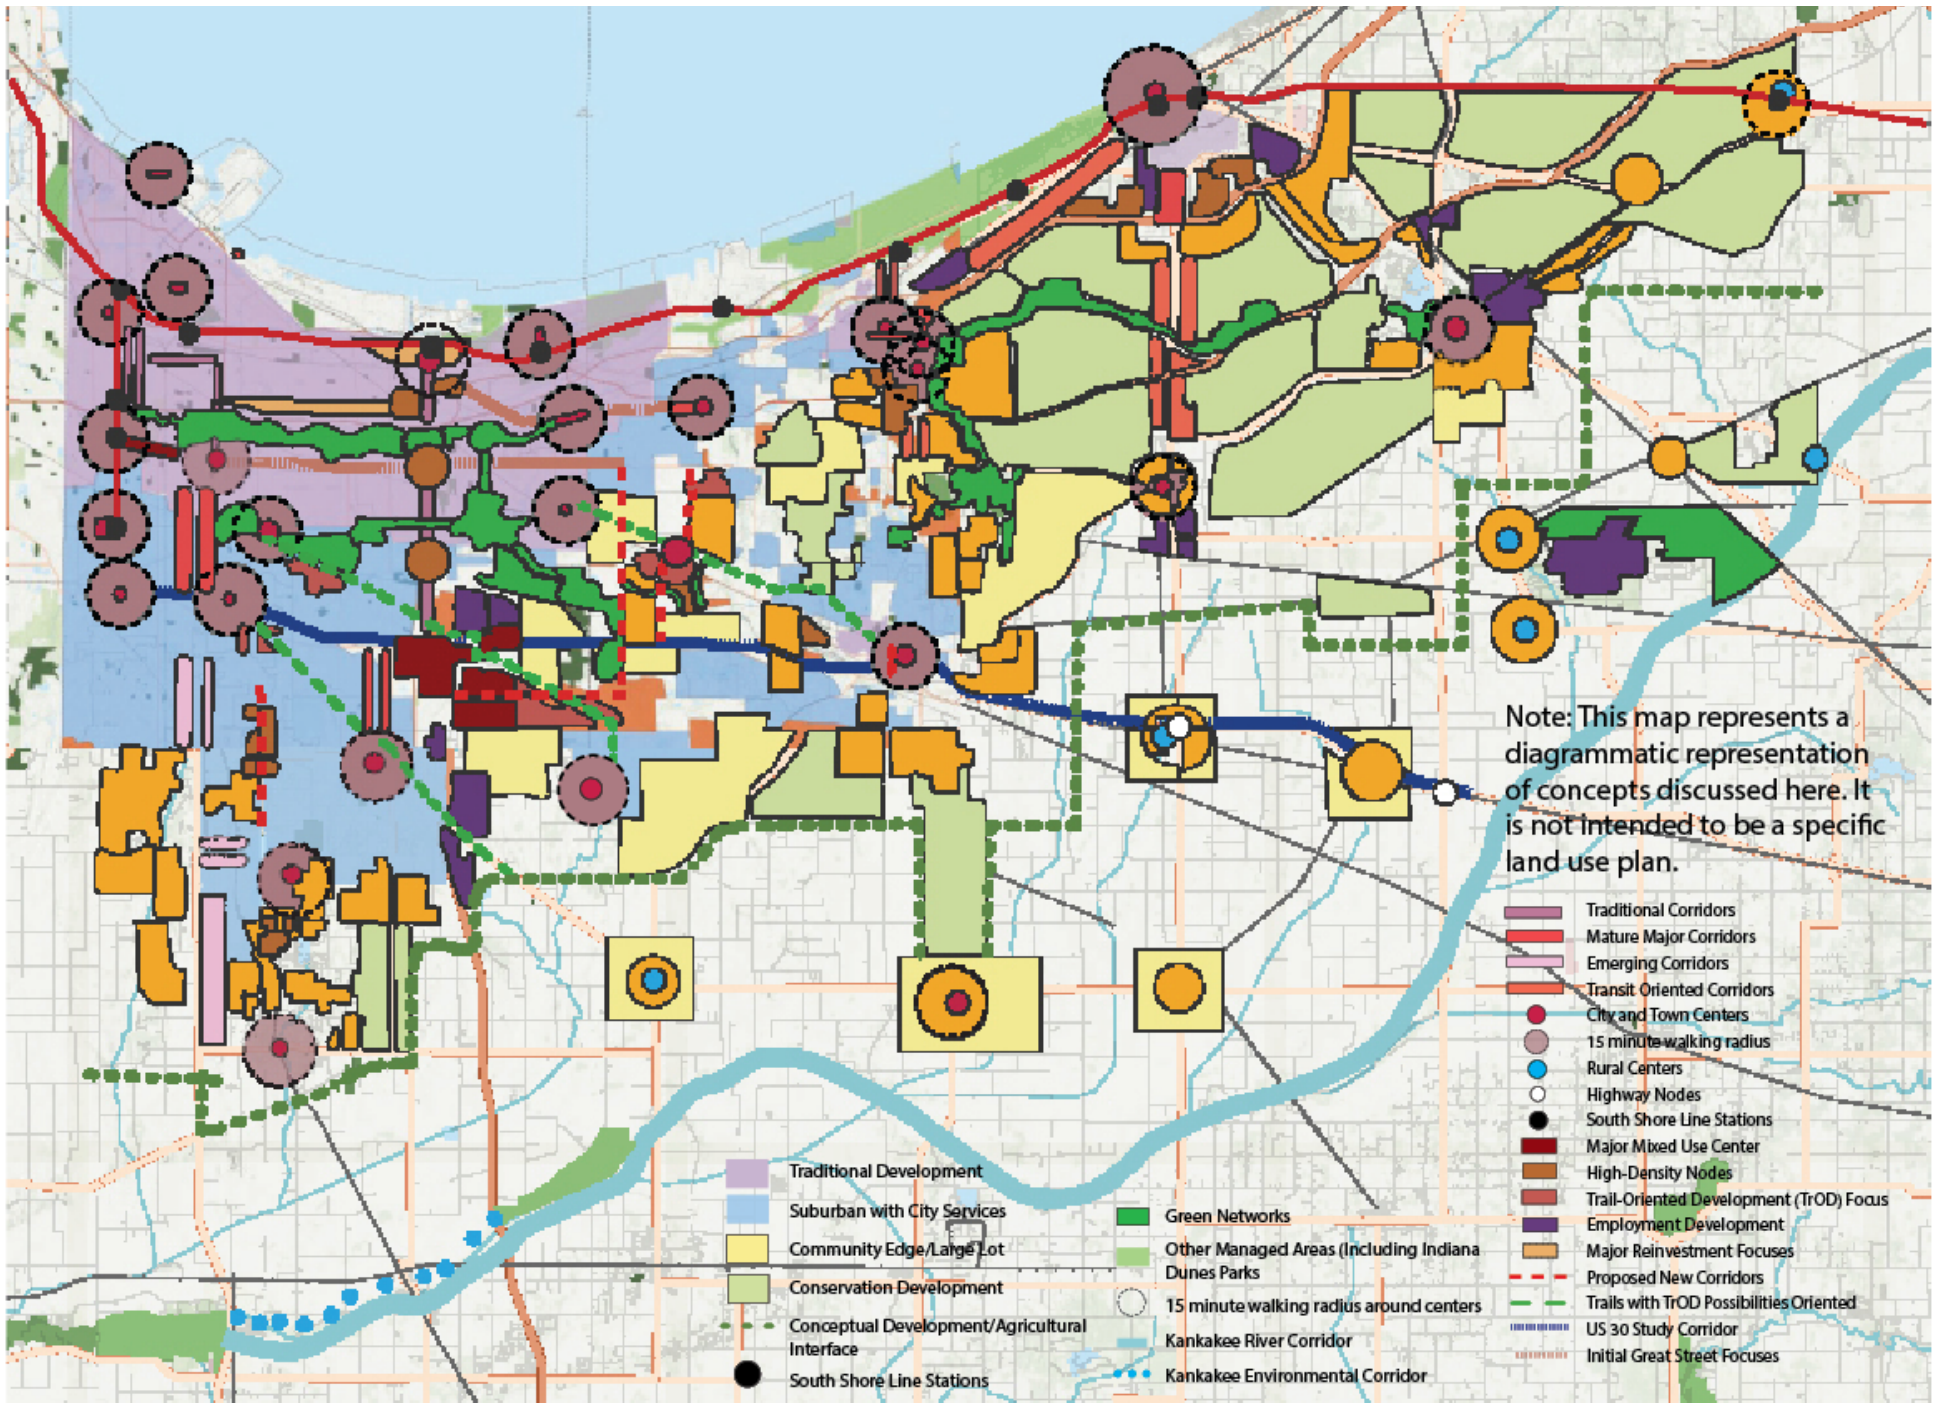 Note: This map represents a
diagrammatic representation
of concepts discussed here. It
is not intended to be a specific
land use plan.
Traditional Corridors
Mature Major Corridors
Emerging Corridors
Transit Oriented Corridors
City and Town Centers
15 minute walking radius
Rural Centers
Highway Nodes
South Shore Line Stations
Major Mixed Use Center
High-Density Nodes
Trail-Oriented Development (TrOD) Focus
Employment Development
Major Reinvestment Focuses
Proposed New Corridors
Trails with TrOD Possibilities Oriented
US 30 Study Corridor
Initial Great Street Focuses
Traditional Development
Suburban with City Services
Community Edge/Large Lot
Conservation Development
Conceptual Development/Agricultural
Interface
South Shore Line Stations
Green Networks
Other Managed Areas (Including Indiana
Dunes Parks
15 minute walking radius around centers
Kankakee River Corridor
Kankakee Environmental Corridor